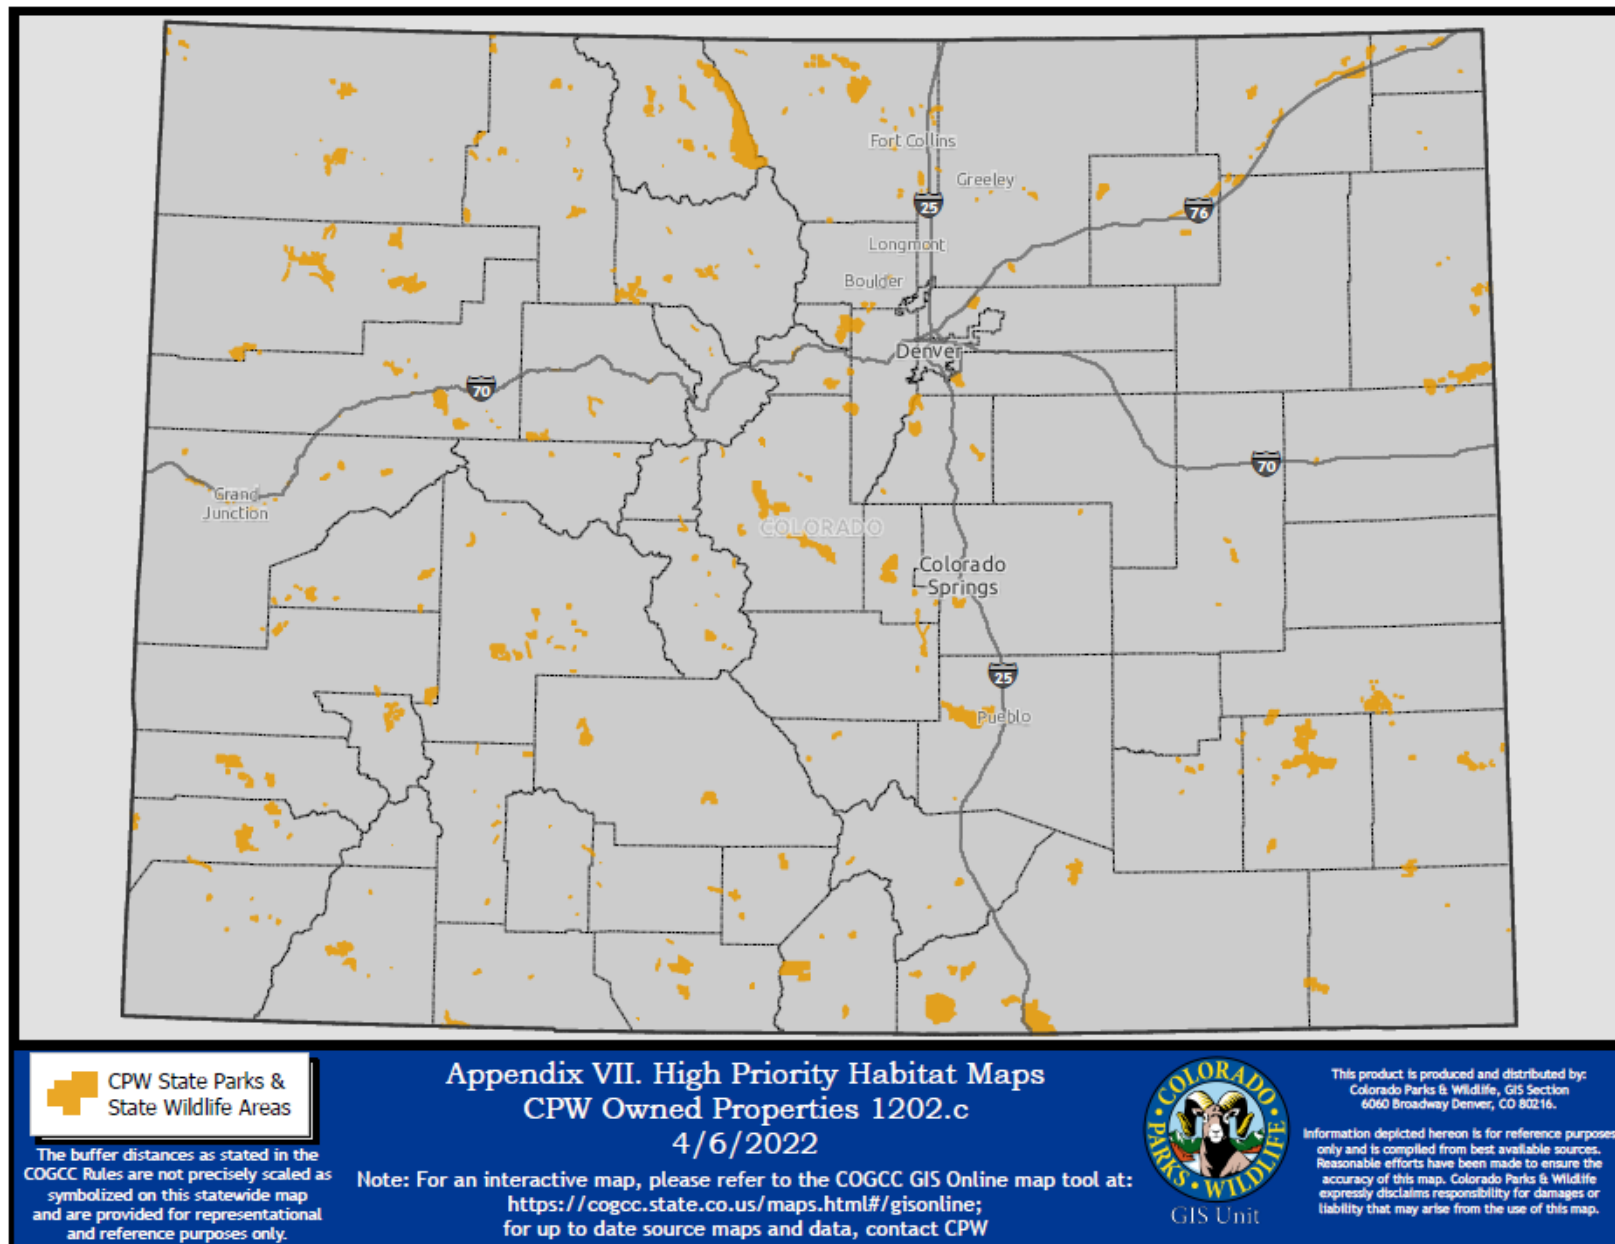 Fort Collins
Greeley
25
76
Longmont
Boulder
Denver
70
70
Grand
Junction
COLORADO
Colorado
Springs
25
Pueblo
CPW State Parks &
State Wildlife Areas
The buffer distances as stated in the
COGCC Rules are not precisely scaled as
symbolized on this statewide map
and are provided for representational
and reference purposes only.
Appendix VII. High Priority Habitat Maps
CPW Owned Properties 1202.c
4/6/2022
Note: For an interactive map, please refer to the COGCC GIS Online map tool at:
https://cogcc.state.co.us/maps.html#/gisonline;
for up to date source maps and data, contact CPW
COLORADO
PARKS • WILDLIFE
GIS Unit
This product is produced and distributed by:
Colorado Parks & Wildlife, GIS Section
6060 Broadway Denver, CO 80216.
Information depicted hereon is for reference purposes
only and is compiled from best available sources.
Reasonable efforts have been made to ensure the
accuracy of this map. Colorado Parks & Wildlife
expressly disclaims responsibility for damages or
liability that may arise from the use of this map.